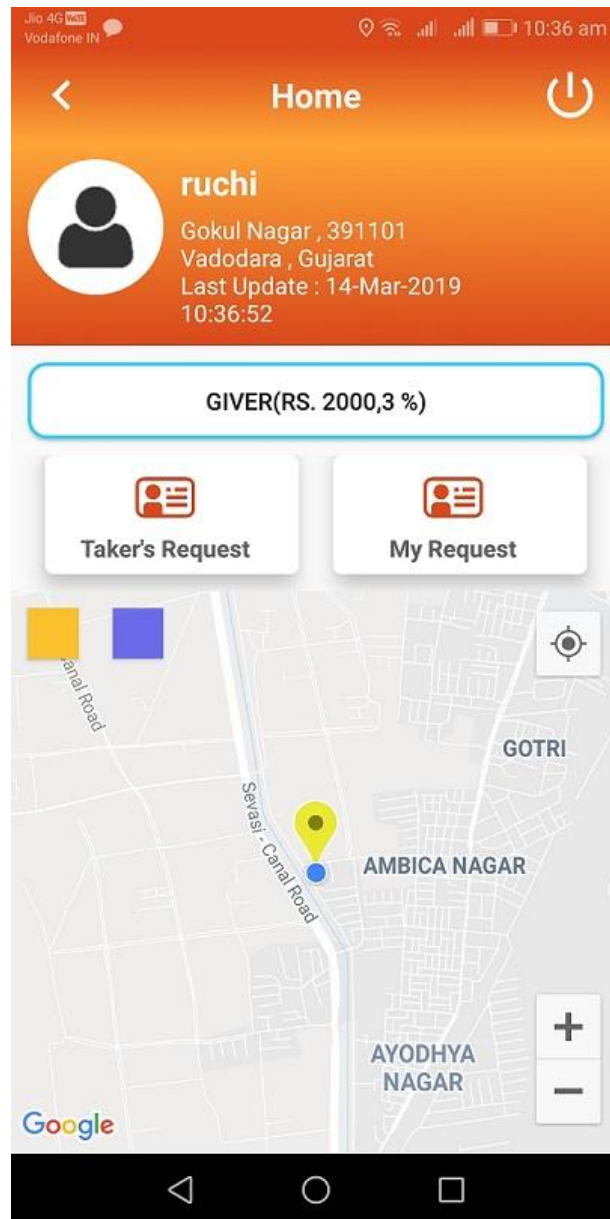 Jio 4G VoLTE
Vodafone IN
10:36 am
Home
ruchi
Gokul Nagar , 391101
Vadodara , Gujarat
Last Update : 14-Mar-2019
10:36:52
GIVER(RS. 2000,3 %)
Taker's Request
My Request
Canal Road
GOTRI
Sevasi - Canal Road
AMBICA NAGAR
AYODHYA
NAGAR
+
−
Google